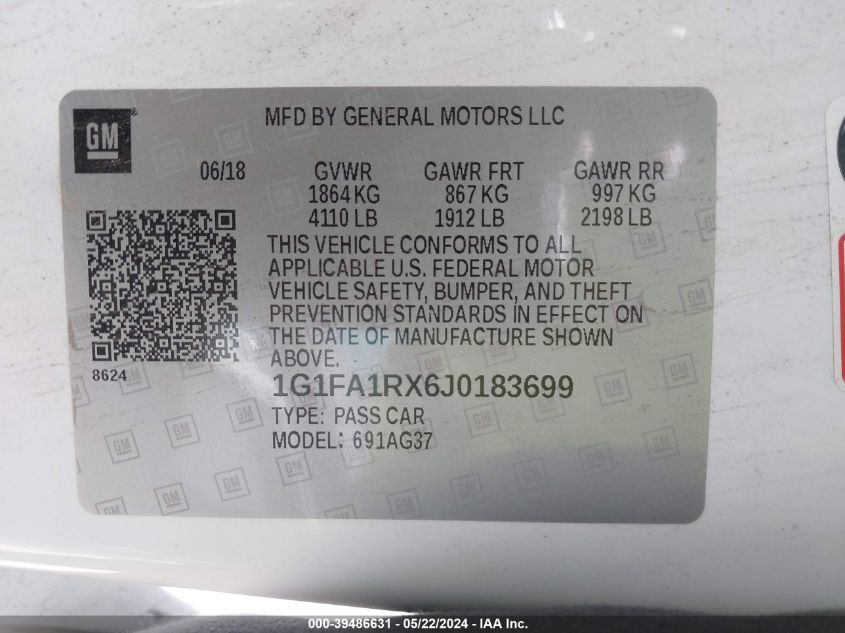 GM
MFD BY GENERAL MOTORS LLC
06/18 GVWR GAWR FRT GAWR RR
1864 KG 867 KG 997 KG
4110 LB 1912 LB 2198 LB
THIS VEHICLE CONFORMS TO ALL
APPLICABLE U.S. FEDERAL MOTOR
VEHICLE SAFETY, BUMPER, AND THEFT
PREVENTION STANDARDS IN EFFECT ON
THE DATE OF MANUFACTURE SHOWN
ABOVE.
8624
1G1FA1RX6J0183699
TYPE: PASS CAR
MODEL: 691AG37
000-39486631 - 05/22/2024 - IAA Inc.